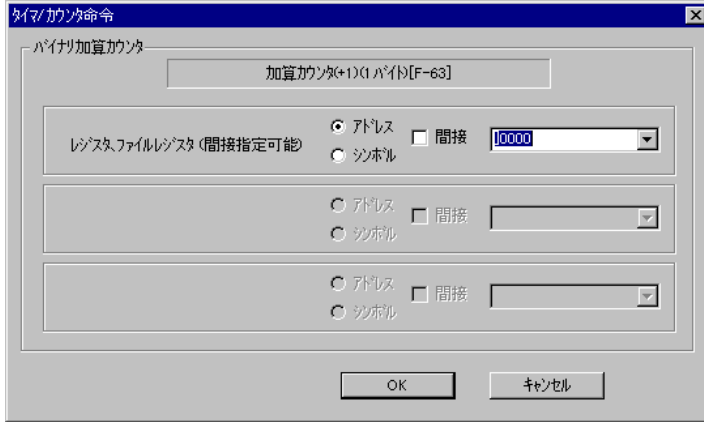 ﾀｲﾏ/ｶｳﾝﾀ命令
ﾊﾞｲﾅﾘ加算ｶｳﾝﾀ
加算ｶｳﾝﾀ(+1)(1ﾊﾞｲﾄ)[F-63]
ﾚｼﾞｽﾀ､ﾌｧｲﾙﾚｼﾞｽﾀ(間接指定可能)
ｱﾄﾞﾚｽ
ｼﾝﾎﾞﾙ
間接
J0000
ｱﾄﾞﾚｽ
ｼﾝﾎﾞﾙ
間接
ｱﾄﾞﾚｽ
ｼﾝﾎﾞﾙ
間接
OK
ｷｬﾝｾﾙ